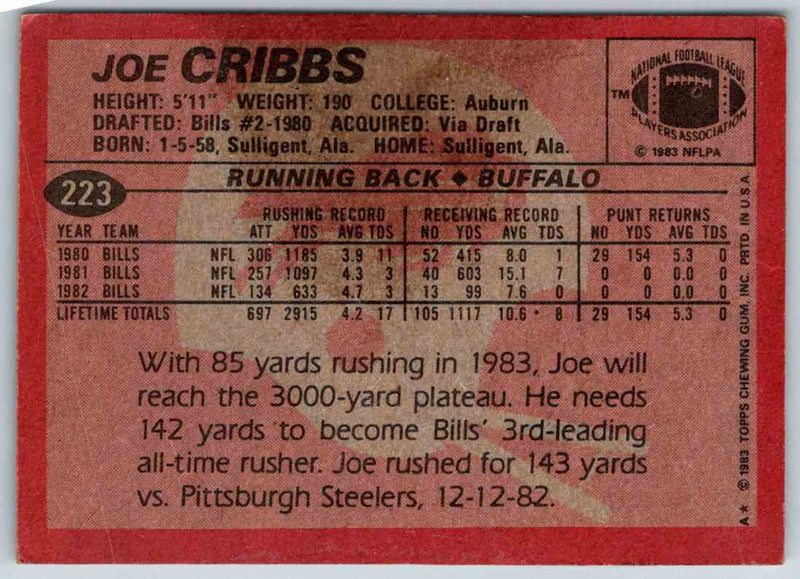 JOE CRIBBS
HEIGHT: 5'11" WEIGHT: 190 COLLEGE: Auburn
DRAFTED: Bills #2-1980 ACQUIRED: Via Draft
BORN: 1-5-58, Sulligent, Ala. HOME: Sulligent, Ala.
NATIONAL FOOTBALL LEAGUE
PLAYERS ASSOCIATION
TM
© 1983 NFLPA
223
RUNNING BACK ◆ BUFFALO
RUSHING RECORD RECEIVING RECORD PUNT RETURNS
YEAR TEAM ATT YDS AVG TDS NO YDS AVG TDS NO YDS AVG TDS
1980 BILLS NFL 306 1185 3.9 11 52 415 8.0 1 29 154 5.3 0
1981 BILLS NFL 257 1097 4.3 3 40 603 15.1 7 0 0 0.0 0
1982 BILLS NFL 134 633 4.7 3 13 99 7.6 0 0 0 0.0 0
LIFETIME TOTALS 697 2915 4.2 17 105 1117 10.6 8 29 154 5.3 0
With 85 yards rushing in 1983, Joe will
reach the 3000-yard plateau. He needs
142 yards to become Bills' 3rd-leading
all-time rusher. Joe rushed for 143 yards
vs. Pittsburgh Steelers, 12-12-82.
A★ © 1983 TOPPS CHEWING GUM, INC. PRTD. IN U.S.A.